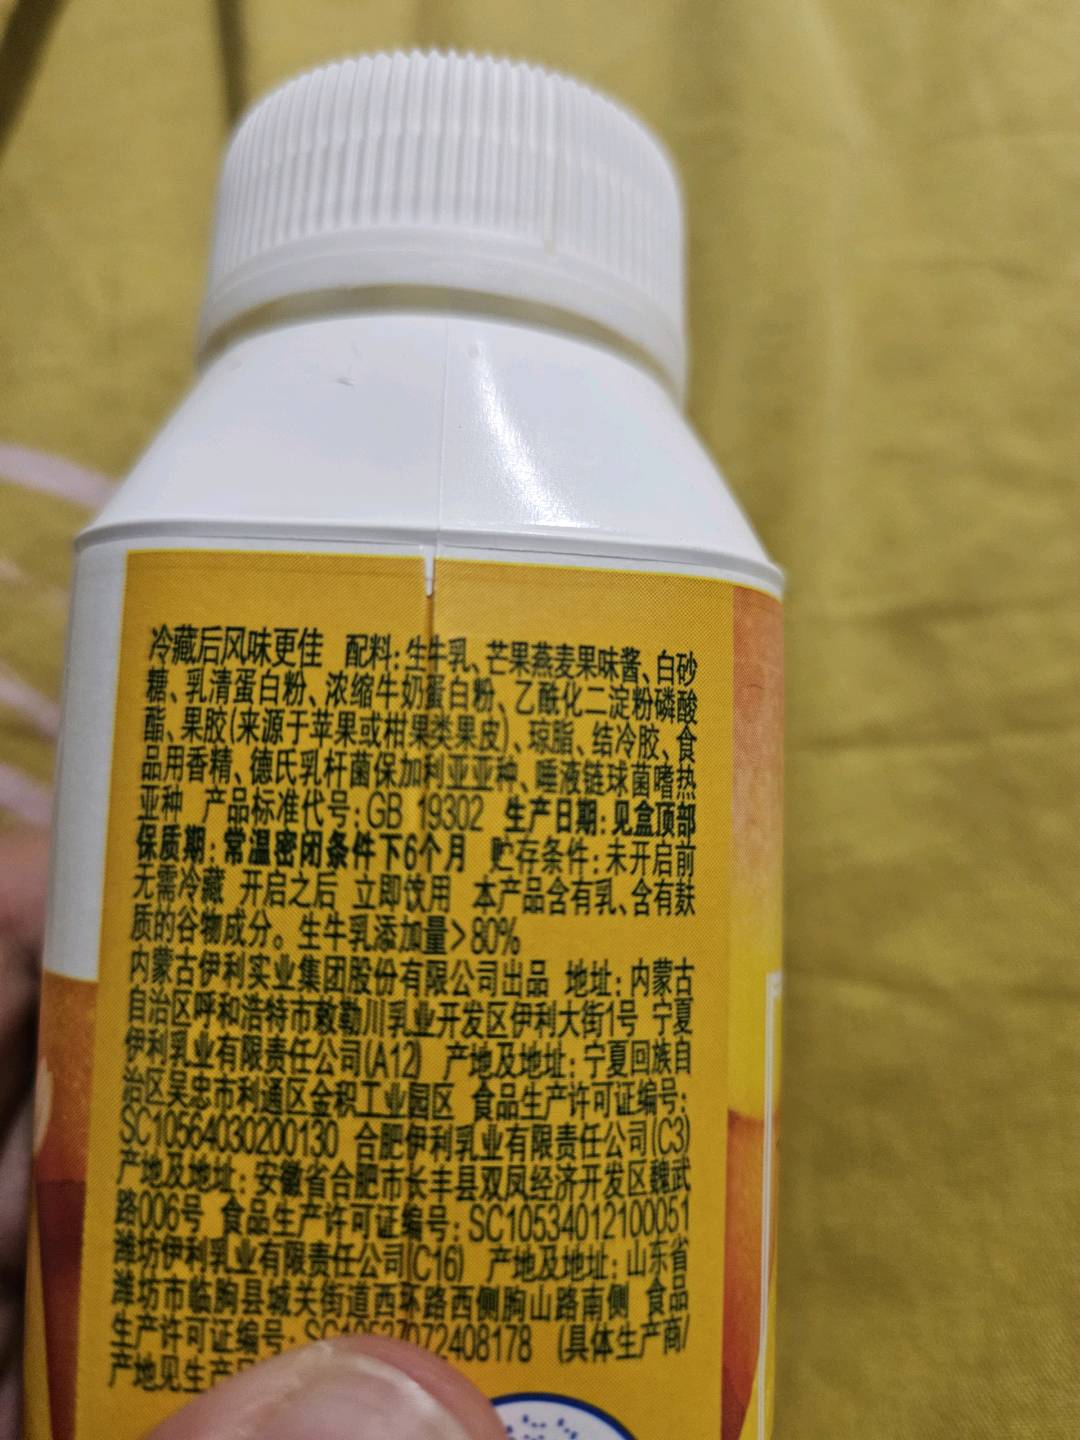 冷藏后风味更佳 配料:生牛乳、芒果燕麦果味酱、白砂
糖、乳清蛋白粉、浓缩牛奶蛋白粉、乙酰化二淀粉磷酸
酯、果胶(来源于苹果或柑果类果皮)、琼脂、结冷胶、食
品用香精、德氏乳杆菌保加利亚亚种、唾液链球菌嗜热
亚种 产品标准代号:GB 19302 生产日期:见盒顶部
保质期:常温密闭条件下6个月 贮存条件:未开启前
无需冷藏 开启之后 立即饮用 本产品含有乳、含有麸
质的谷物成分。生牛乳添加量>80%
内蒙古伊利实业集团股份有限公司出品 地址:内蒙古
自治区呼和浩特市敕勒川乳业开发区伊利大街1号 宁夏
伊利乳业有限责任公司(A12) 产地及地址:宁夏回族自
治区吴忠市利通区金积工业园区 食品生产许可证编号:
SC10564030200130 合肥伊利乳业有限责任公司(C3)
产地及地址:安徽省合肥市长丰县双凤经济开发区魏武
路006号 食品生产许可证编号:SC10534012100051
潍坊伊利乳业有限责任公司(C16) 产地及地址:山东省
潍坊市临朐县城关街道西环路西侧朐山路南侧 食品
生产许可证编号:SC10537072408178 (具体生产商/
产地见生产日